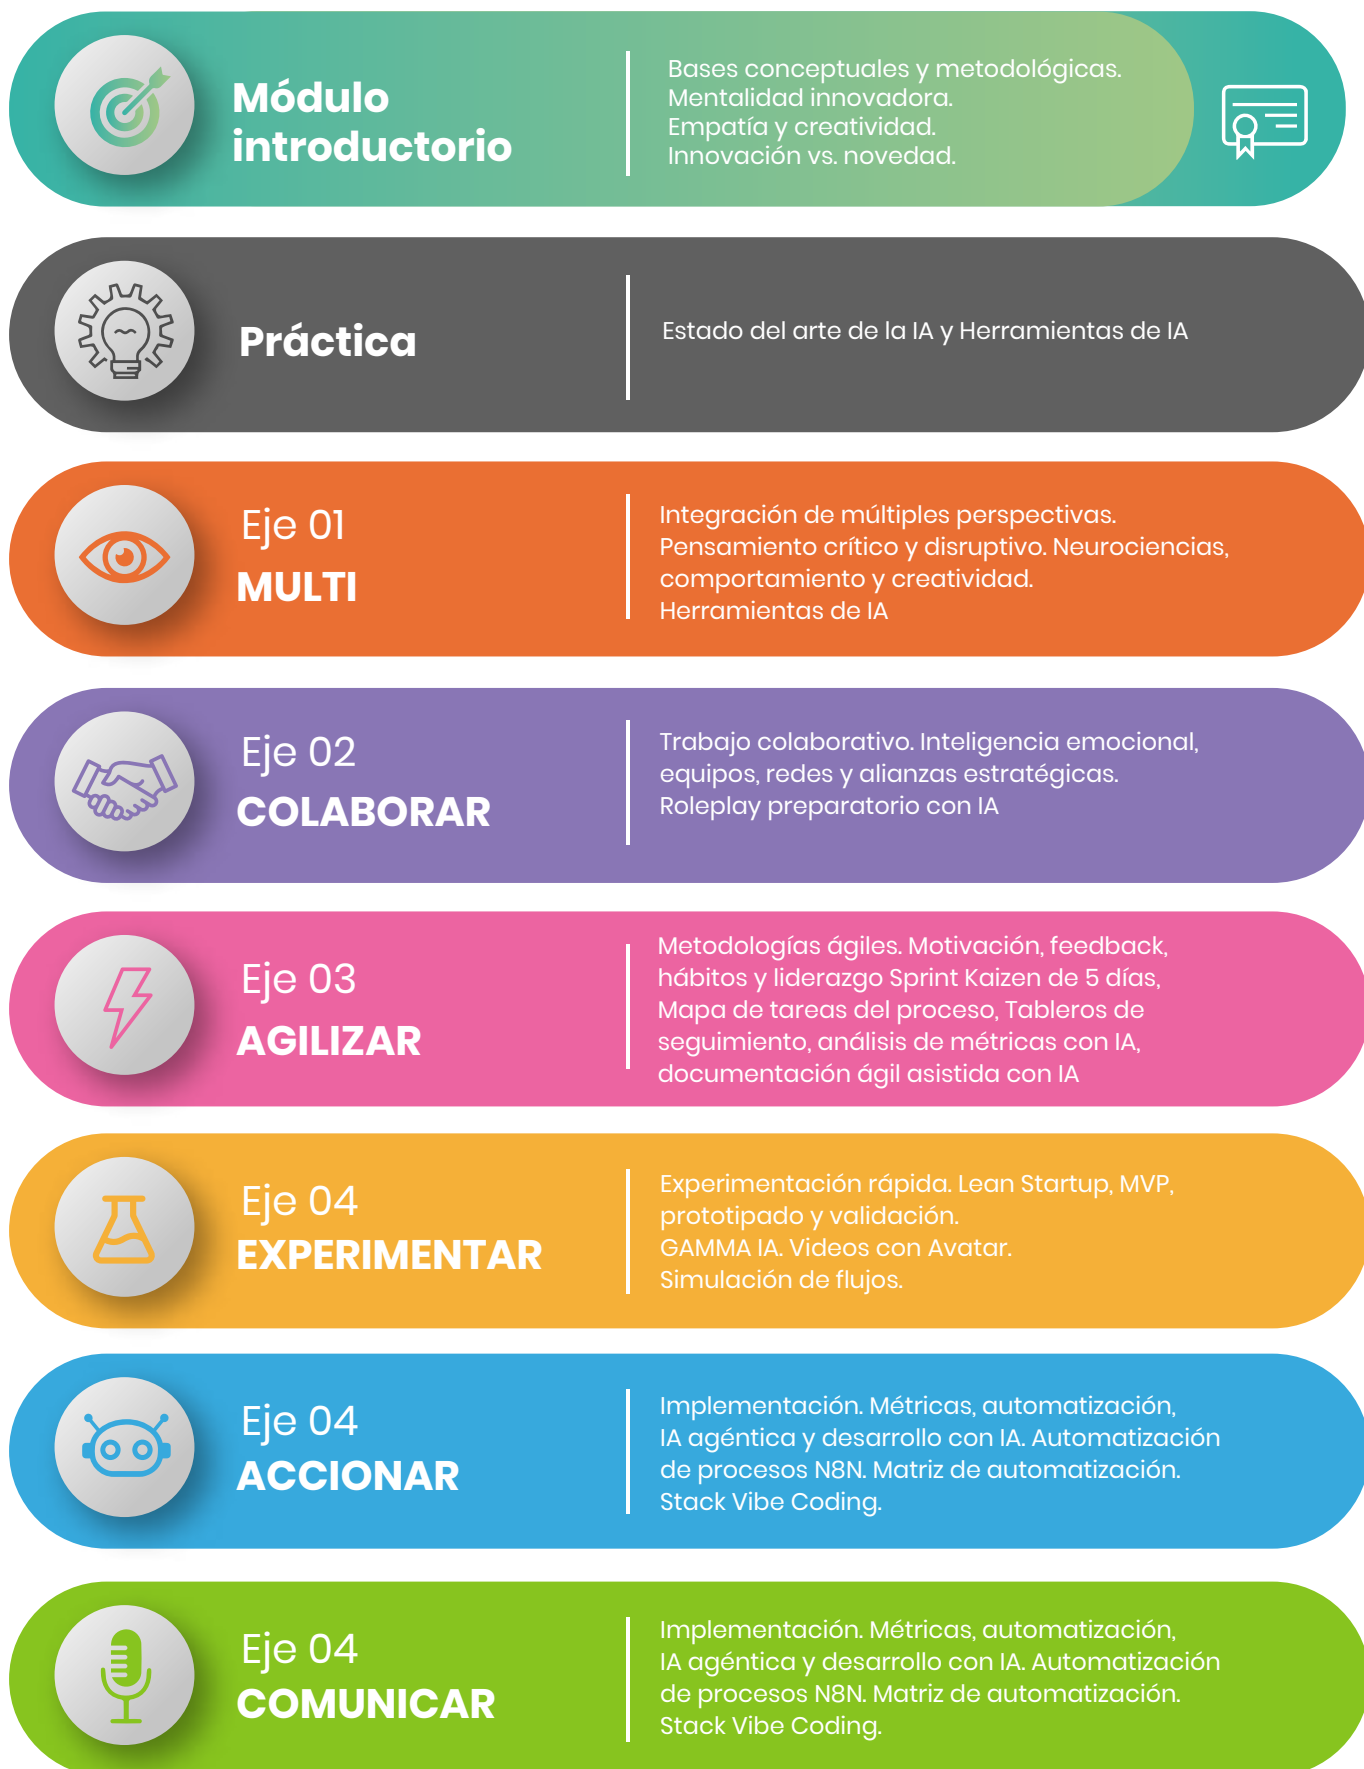 Módulo
introductorio
Bases conceptuales y metodológicas.
Mentalidad innovadora.
Empatía y creatividad.
Innovación vs. novedad.
Práctica
Estado del arte de la IA y Herramientas de IA
Eje 01
MULTI
Integración de múltiples perspectivas.
Pensamiento crítico y disruptivo. Neurociencias,
comportamiento y creatividad.
Herramientas de IA
Eje 02
COLABORAR
Trabajo colaborativo. Inteligencia emocional,
equipos, redes y alianzas estratégicas.
Roleplay preparatorio con IA
Eje 03
AGILIZAR
Metodologías ágiles. Motivación, feedback,
hábitos y liderazgo Sprint Kaizen de 5 días,
Mapa de tareas del proceso, Tableros de
seguimiento, análisis de métricas con IA,
documentación ágil asistida con IA
Eje 04
EXPERIMENTAR
Experimentación rápida. Lean Startup, MVP,
prototipado y validación.
GAMMA IA. Videos con Avatar.
Simulación de flujos.
Eje 04
ACCIONAR
Implementación. Métricas, automatización,
IA agéntica y desarrollo con IA. Automatización
de procesos N8N. Matriz de automatización.
Stack Vibe Coding.
Eje 04
COMUNICAR
Implementación. Métricas, automatización,
IA agéntica y desarrollo con IA. Automatización
de procesos N8N. Matriz de automatización.
Stack Vibe Coding.